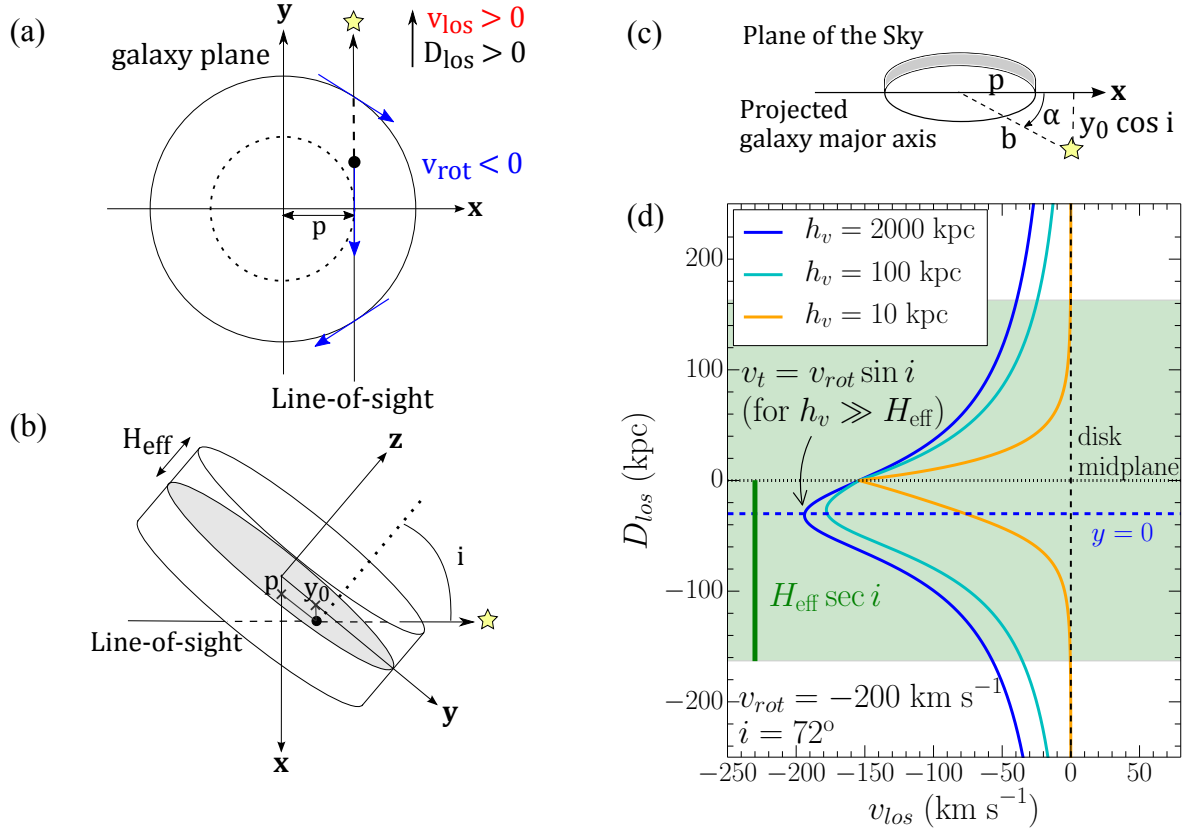 (a)
y
v_los > 0
D_los > 0
galaxy plane
v_rot < 0
x
p
Line-of-sight
(b)
H_eff
z
i
p
y_0
Line-of-sight
y
x
(c)
Plane of the Sky
p
x
Projected
galaxy major axis
α
b
y_0 cos i
(d)
h_v = 2000 kpc
h_v = 100 kpc
h_v = 10 kpc
v_t = v_rot sin i
(for h_v ≫ H_eff)
disk
midplane
y = 0
H_eff sec i
v_rot = −200 km s⁻¹
i = 72°
D_los (kpc)
200
100
0
−100
−200
−250 −200 −150 −100 −50 0 50
v_los (km s⁻¹)